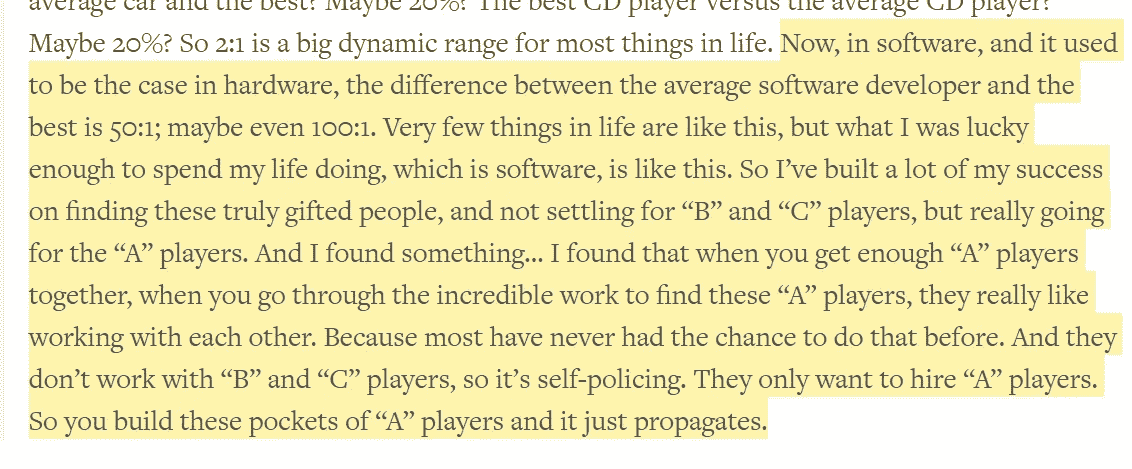 average car and the best? Maybe 20%? The best CD player versus the average CD player?
Maybe 20%? So 2:1 is a big dynamic range for most things in life. Now, in software, and it used
to be the case in hardware, the difference between the average software developer and the
best is 50:1; maybe even 100:1. Very few things in life are like this, but what I was lucky
enough to spend my life doing, which is software, is like this. So I’ve built a lot of my success
on finding these truly gifted people, and not settling for “B” and “C” players, but really going
for the “A” players. And I found something… I found that when you get enough “A” players
together, when you go through the incredible work to find these “A” players, they really like
working with each other. Because most have never had the chance to do that before. And they
don’t work with “B” and “C” players, so it’s self-policing. They only want to hire “A” players.
So you build these pockets of “A” players and it just propagates.